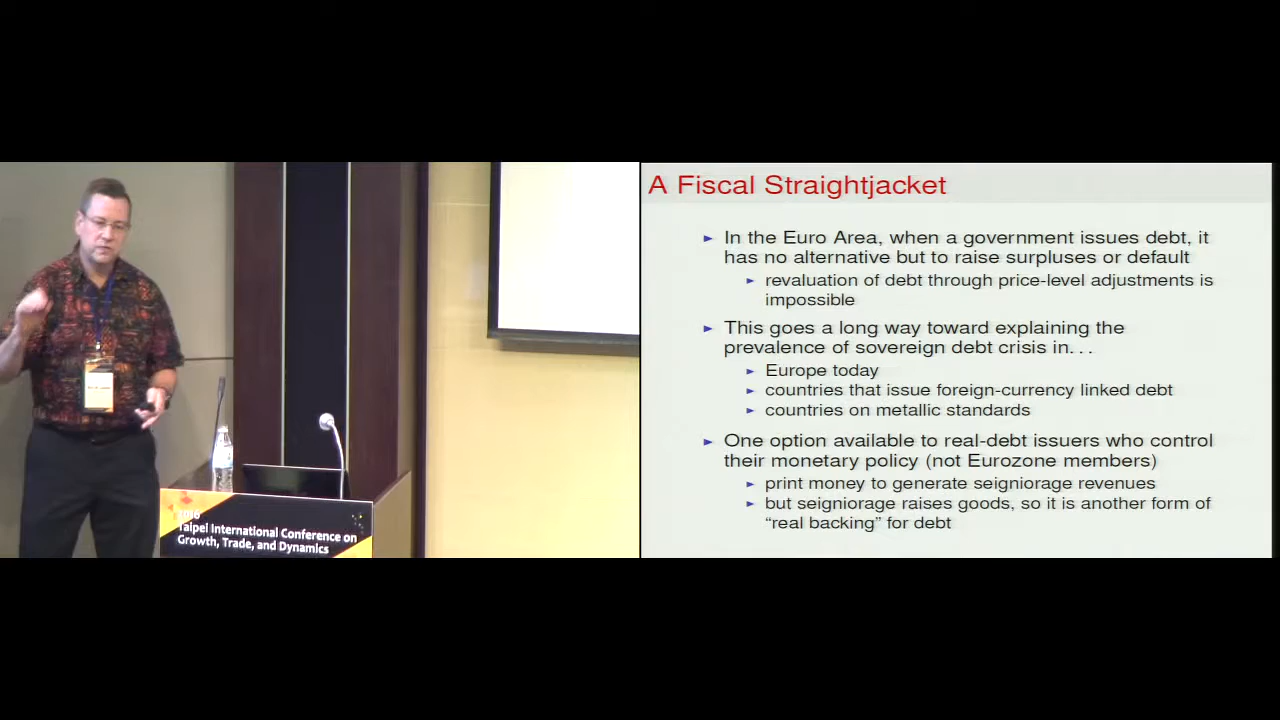 2016
Taipei International Conference on
Growth, Trade, and Dynamics
A Fiscal Straightjacket
In the Euro Area, when a government issues debt, it
has no alternative but to raise surpluses or default
revaluation of debt through price-level adjustments is
impossible
This goes a long way toward explaining the
prevalence of sovereign debt crisis in...
Europe today
countries that issue foreign-currency linked debt
countries on metallic standards
One option available to real-debt issuers who control
their monetary policy (not Eurozone members)
print money to generate seigniorage revenues
but seigniorage raises goods, so it is another form of
“real backing” for debt